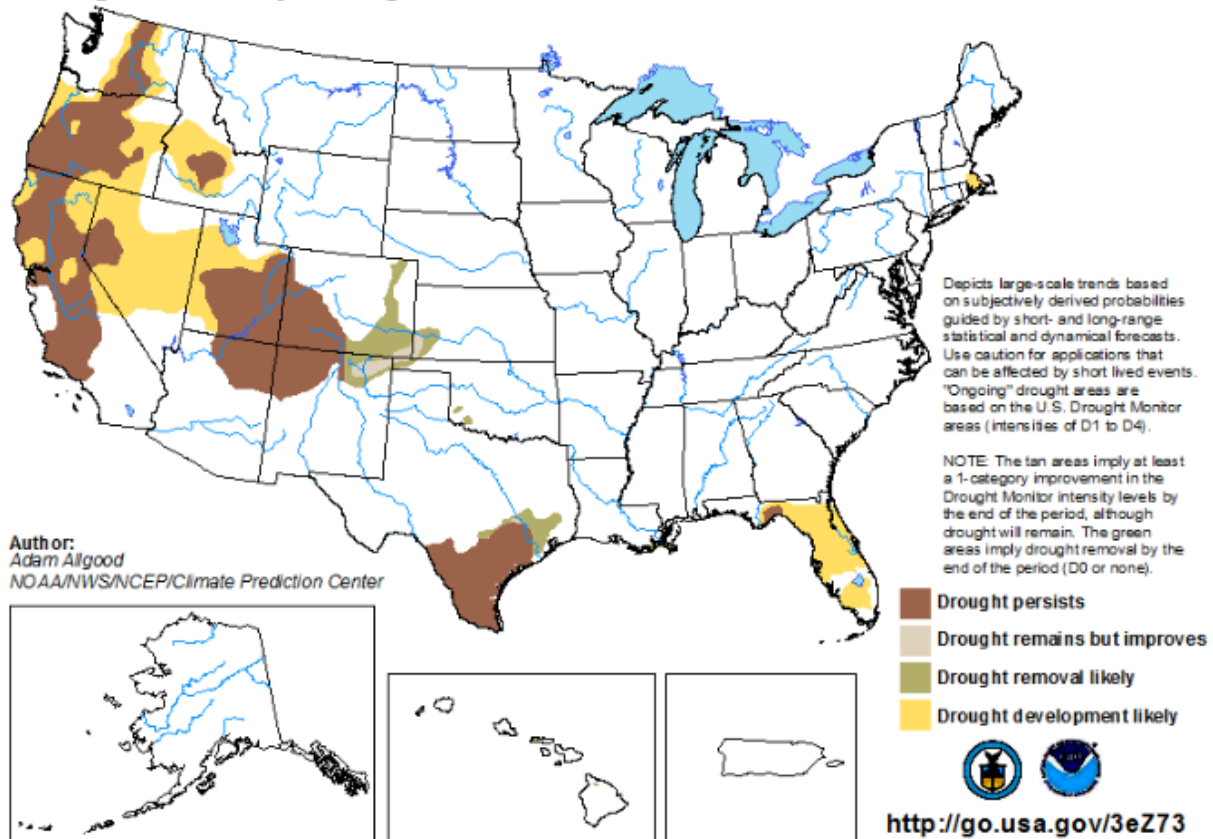 Depicts large-scale trends based
on subjectively derived probabilities
guided by short- and long-range
statistical and dynamical forecasts.
Use caution for applications that
can be affected by short lived events.
"Ongoing" drought areas are
based on the U.S. Drought Monitor
areas (intensities of D1 to D4).
NOTE: The tan areas imply at least
a 1-category improvement in the
Drought Monitor intensity levels by
the end of the period, although
drought will remain. The green
areas imply drought removal by the
end of the period (D0 or none).
Author:
Adam Allgood
NOAA/NWS/NCEP/Climate Prediction Center
Drought persists
Drought remains but improves
Drought removal likely
Drought development likely
http://go.usa.gov/3eZ73